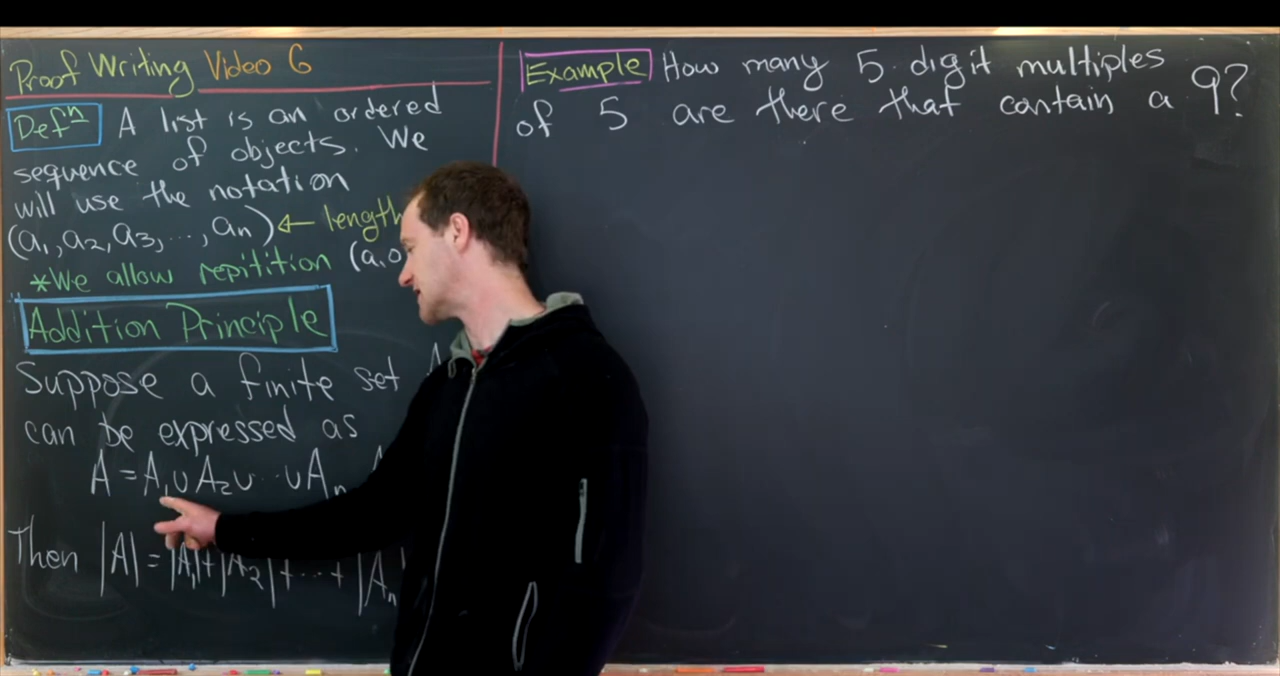 Proof Writing Video 6
Defⁿ A list is an ordered
sequence of objects. We
will use the notation
(a₁, a₂, a₃, ..., aₙ) ← length
*We allow repitition (a,
Addition Principle
Suppose a finite set
can be expressed as
A = A₁ ∪ A₂ ∪ ... ∪ Aₙ
Then |A| = |A₁| + |A₂| + ... + |Aₙ
Example How many 5 digit multiples
of 5 are there that contain a 9?